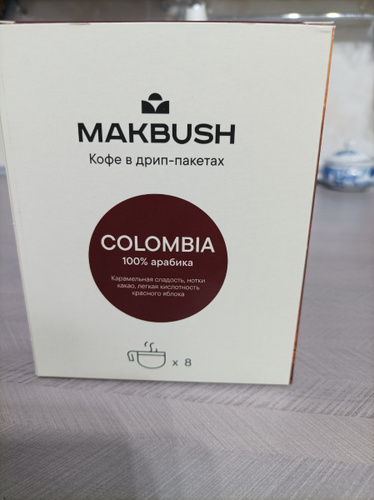 MAKBUSH
Кофе в дрип-пакетах
COLOMBIA
100% арабика
Карамельная сладость, нотки
какао, легкая кислотность
красного яблока
x 8